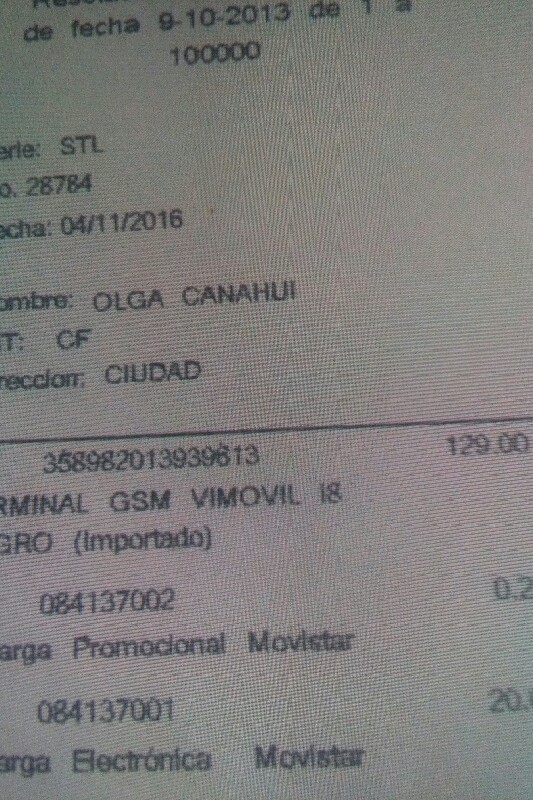 de fecha 9-10-2013 de 1 a
100000
erie: STL
o. 28784
echa: 04/11/2016
ombre: OLGA CANAHUI
IT: CF
reccion: CIUDAD
358982013939613 129.00
RMINAL GSM VIMOVIL I8
GRO (Importado)
084137002 0.2
arga Promocional Movistar
084137001 20.
arga Electrónica Movistar